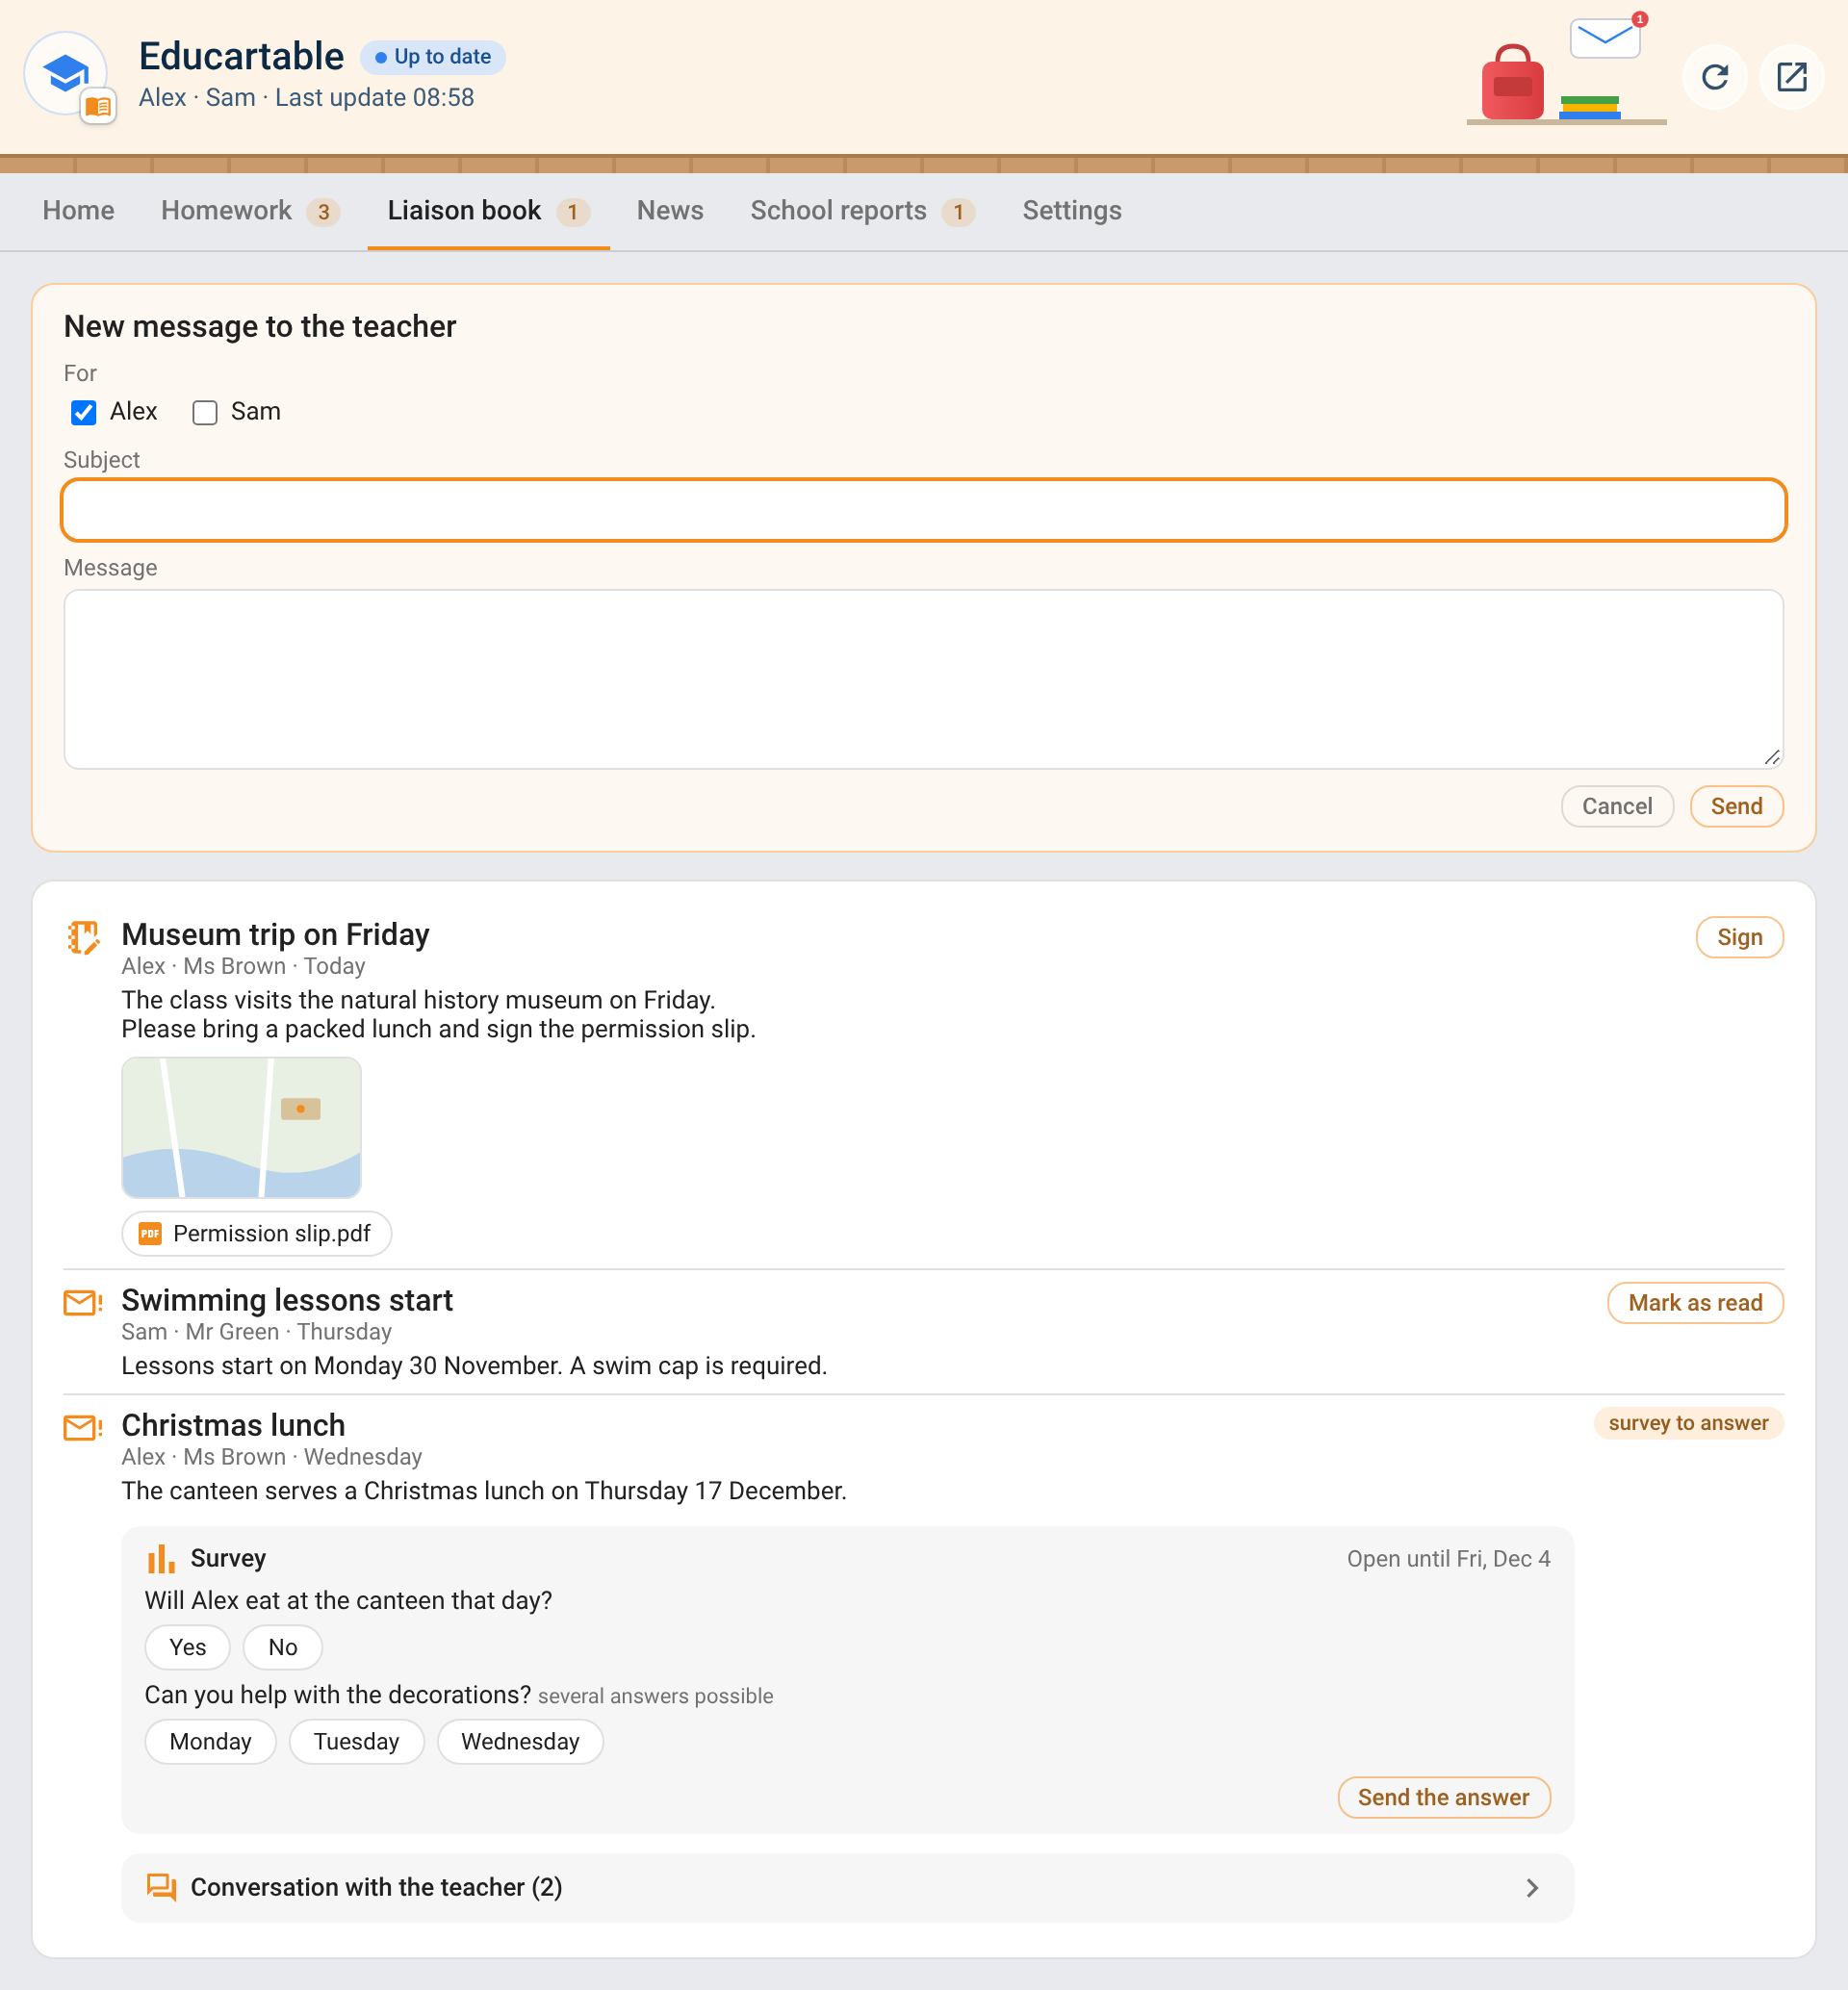 Educartable
Up to date
Alex · Sam · Last update 08:58
1
Home
Homework 3
Liaison book 1
News
School reports 1
Settings
New message to the teacher
For
Alex
Sam
Subject
Message
Cancel
Send
Museum trip on Friday
Sign
Alex · Ms Brown · Today
The class visits the natural history museum on Friday.
Please bring a packed lunch and sign the permission slip.
PDF Permission slip.pdf
Swimming lessons start
Mark as read
Sam · Mr Green · Thursday
Lessons start on Monday 30 November. A swim cap is required.
Christmas lunch
survey to answer
Alex · Ms Brown · Wednesday
The canteen serves a Christmas lunch on Thursday 17 December.
Survey
Open until Fri, Dec 4
Will Alex eat at the canteen that day?
Yes
No
Can you help with the decorations? several answers possible
Monday
Tuesday
Wednesday
Send the answer
Conversation with the teacher (2)